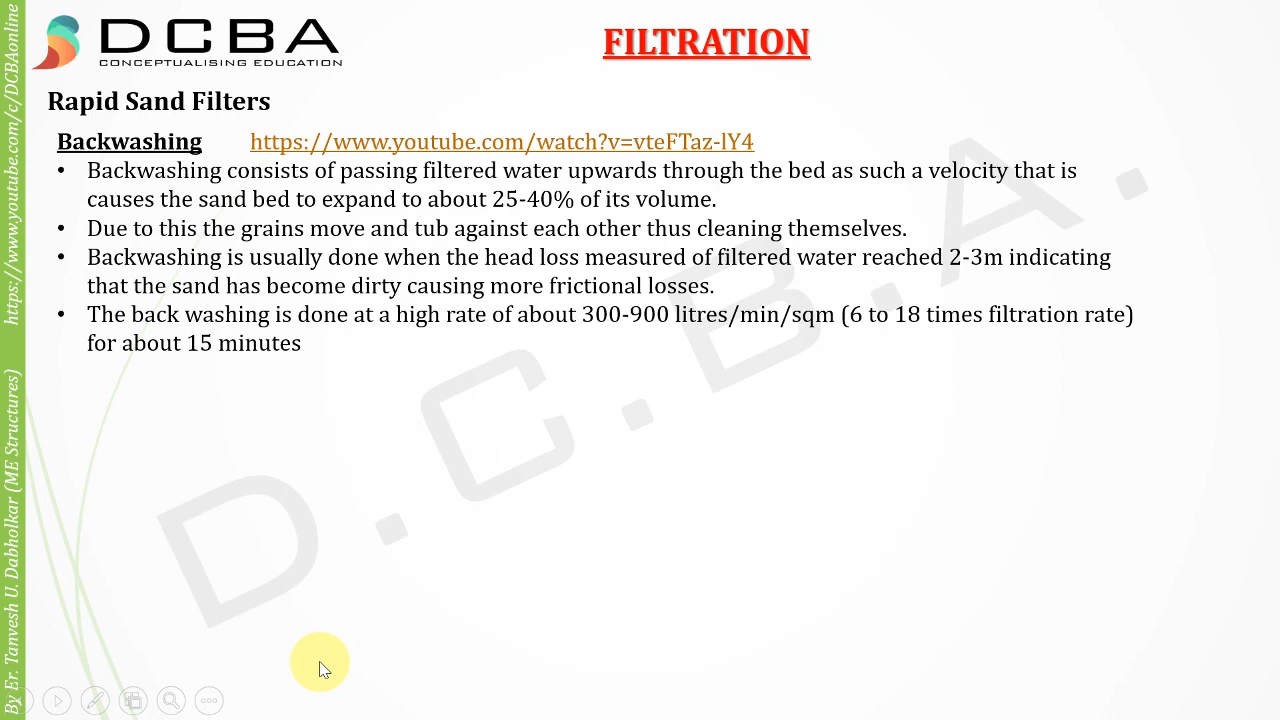 DCBA
CONCEPTUALISING EDUCATION
FILTRATION
Rapid Sand Filters
Backwashing https://www.youtube.com/watch?v=vteFTaz-lY4
• Backwashing consists of passing filtered water upwards through the bed as such a velocity that is
causes the sand bed to expand to about 25-40% of its volume.
• Due to this the grains move and tub against each other thus cleaning themselves.
• Backwashing is usually done when the head loss measured of filtered water reached 2-3m indicating
that the sand has become dirty causing more frictional losses.
• The back washing is done at a high rate of about 300-900 litres/min/sqm (6 to 18 times filtration rate)
for about 15 minutes
D.C.B.A.
By Er. Tanvesh U. Dabholkar (ME Structures) https://www.youtube.com/c/DCBAonline